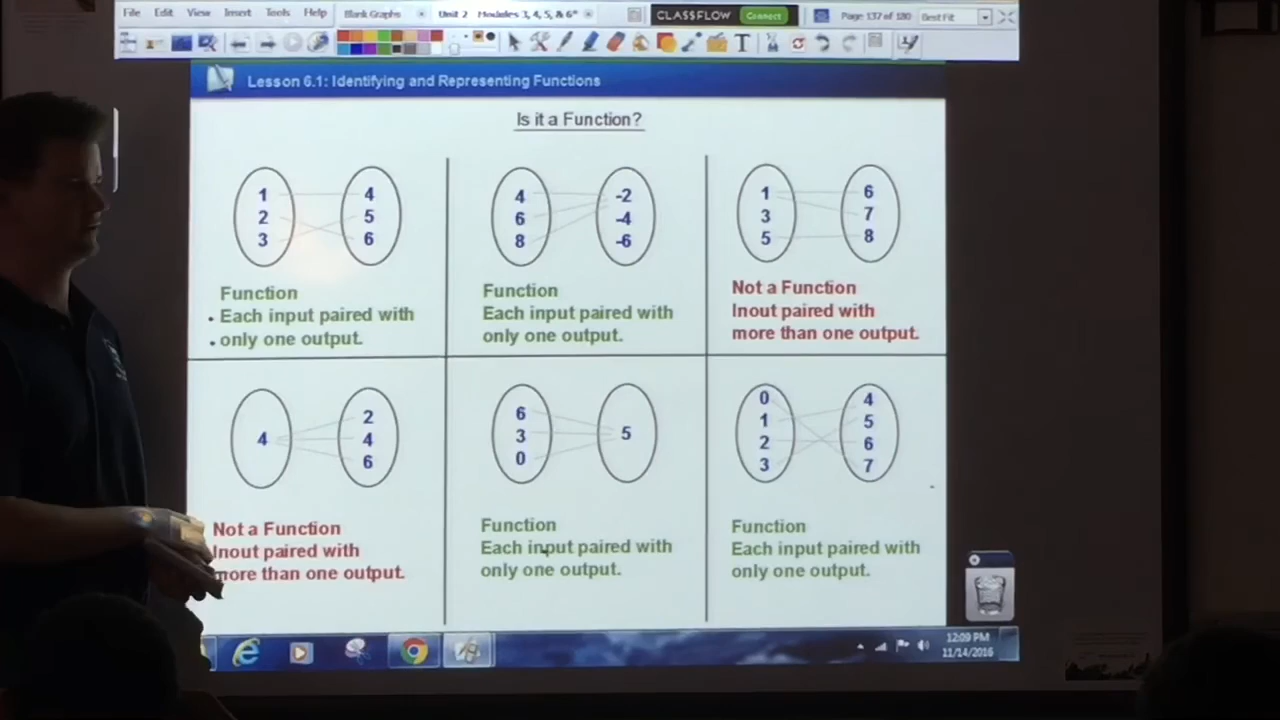 File Edit View Insert Tools Help
Blank Graphs
Unit 2 Modules 3, 4, 5, & 6*
CLASSFLOW
Connect
Page 137 of 180
Best Fit
Lesson 6.1: Identifying and Representing Functions
Is it a Function?
1 4
2 5
3 6
Function
• Each input paired with
• only one output.
4 -2
6 -4
8 -6
Function
Each input paired with
only one output.
1 6
3 7
5 8
Not a Function
Inout paired with
more than one output.
2
4 4
6
Not a Function
Inout paired with
more than one output.
6
3 5
0
Function
Each input paired with
only one output.
0 4
1 5
2 6
3 7
Function
Each input paired with
only one output.
12:09 PM
11/14/2016